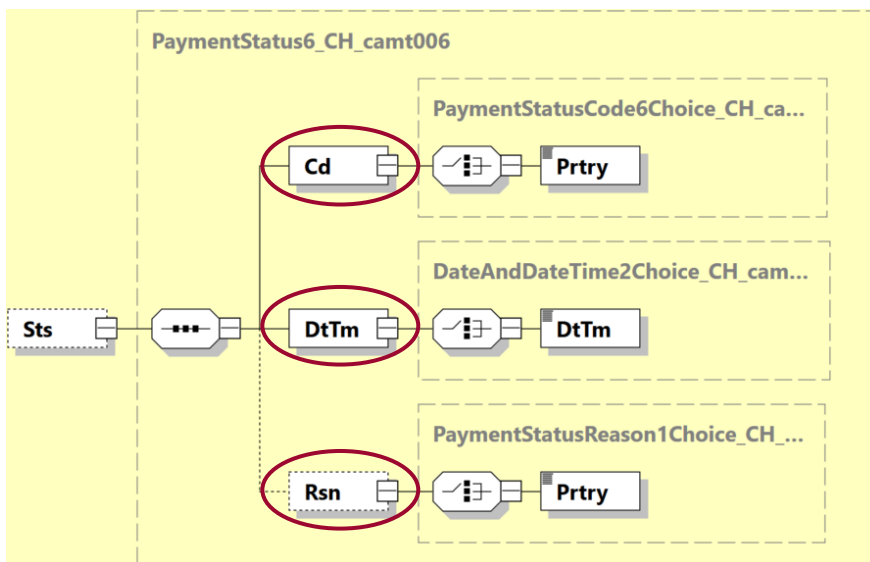 PaymentStatus6_CH_camt006
PaymentStatusCode6Choice_CH_ca...
Cd
Prtry
DateAndDateTime2Choice_CH_cam...
Sts
DtTm
DtTm
PaymentStatusReason1Choice_CH_...
Rsn
Prtry